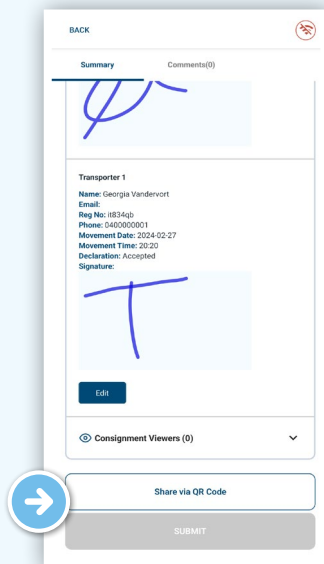 BACK
Summary Comments(0)
Transporter 1
Name: Georgia Vandervort
Email:
Reg No: it834qb
Phone: 0400000001
Movement Date: 2024-02-27
Movement Time: 20:20
Declaration: Accepted
Signature:
T
Edit
Consignment Viewers (0)
Share via QR Code
SUBMIT